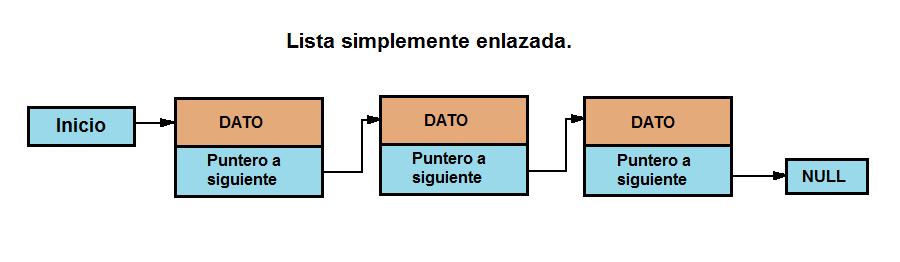 Lista simplemente enlazada.
Inicio
DATO
Puntero a
siguiente
DATO
Puntero a
siguiente
DATO
Puntero a
siguiente
NULL